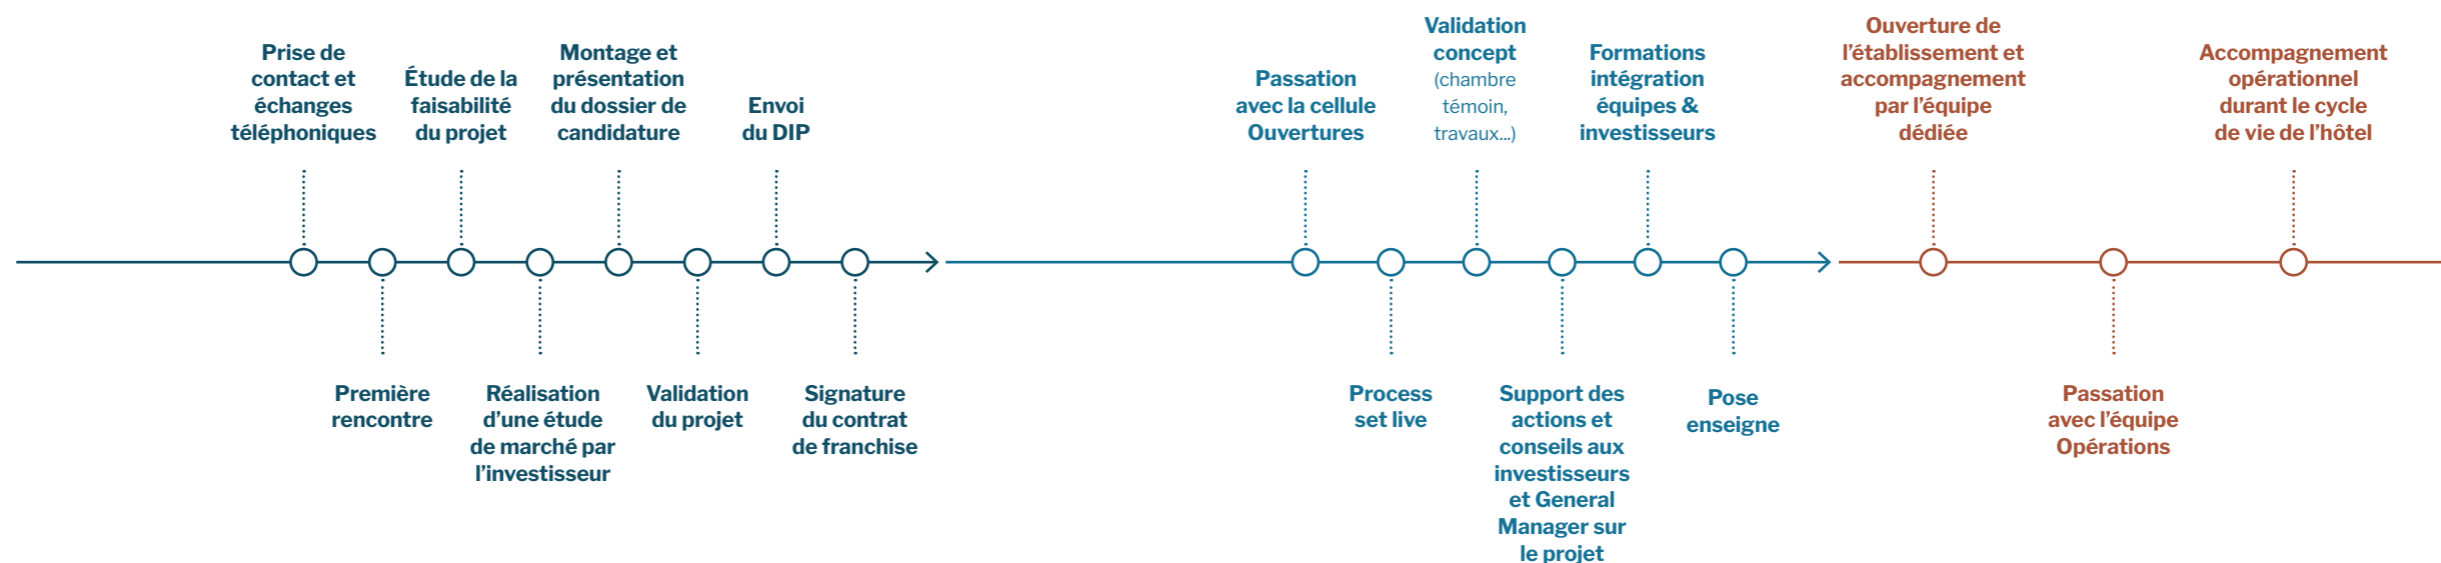 Prise de
contact et
échanges
téléphoniques
Première
rencontre
Étude de la
faisabilité
du projet
Réalisation
d’une étude
de marché par
l’investisseur
Montage et
présentation
du dossier de
candidature
Validation
du projet
Envoi
du DIP
Signature
du contrat
de franchise
Passation
avec la cellule
Ouvertures
Process
set live
Validation
concept
(chambre
témoin,
travaux...)
Support des
actions et
conseils aux
investisseurs
et General
Manager sur
le projet
Formations
intégration
équipes &
investisseurs
Pose
enseigne
Ouverture de
l’établissement et
accompagnement
par l’équipe
dédiée
Passation
avec l’équipe
Opérations
Accompagnement
opérationnel
durant le cycle
de vie de l’hôtel